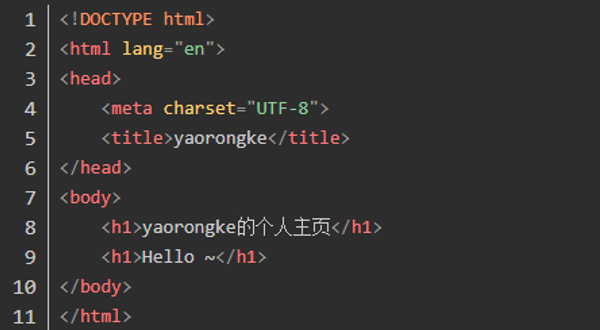 1 <!DOCTYPE html>
2 <html lang="en">
3 <head>
4     <meta charset="UTF-8">
5     <title>yaorongke</title>
6 </head>
7 <body>
8     <h1>yaorongke的个人主页</h1>
9     <h1>Hello ~</h1>
10 </body>
11 </html>